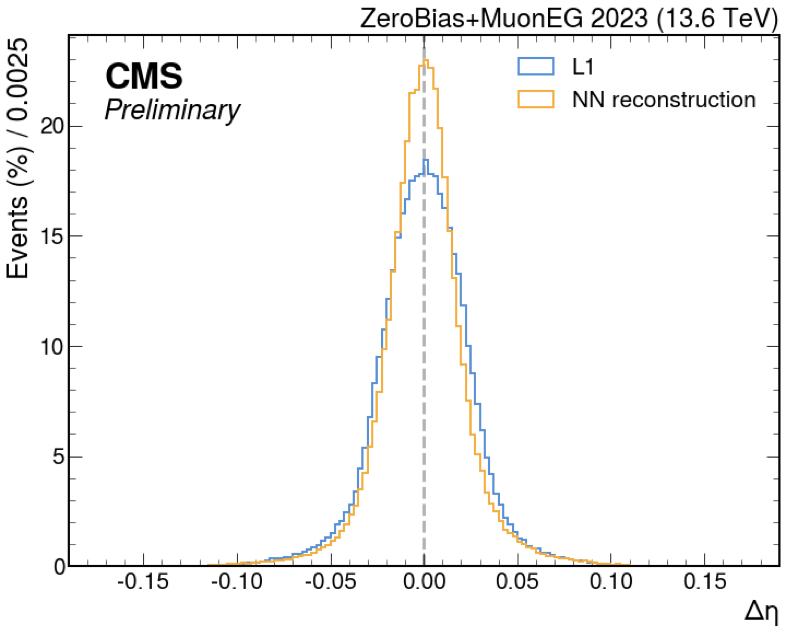 ZeroBias+MuonEG 2023 (13.6 TeV)
CMS
Preliminary
L1
NN reconstruction
Events (%) / 0.0025
20
15
10
5
0
-0.15 -0.10 -0.05 0.00 0.05 0.10 0.15
Δη